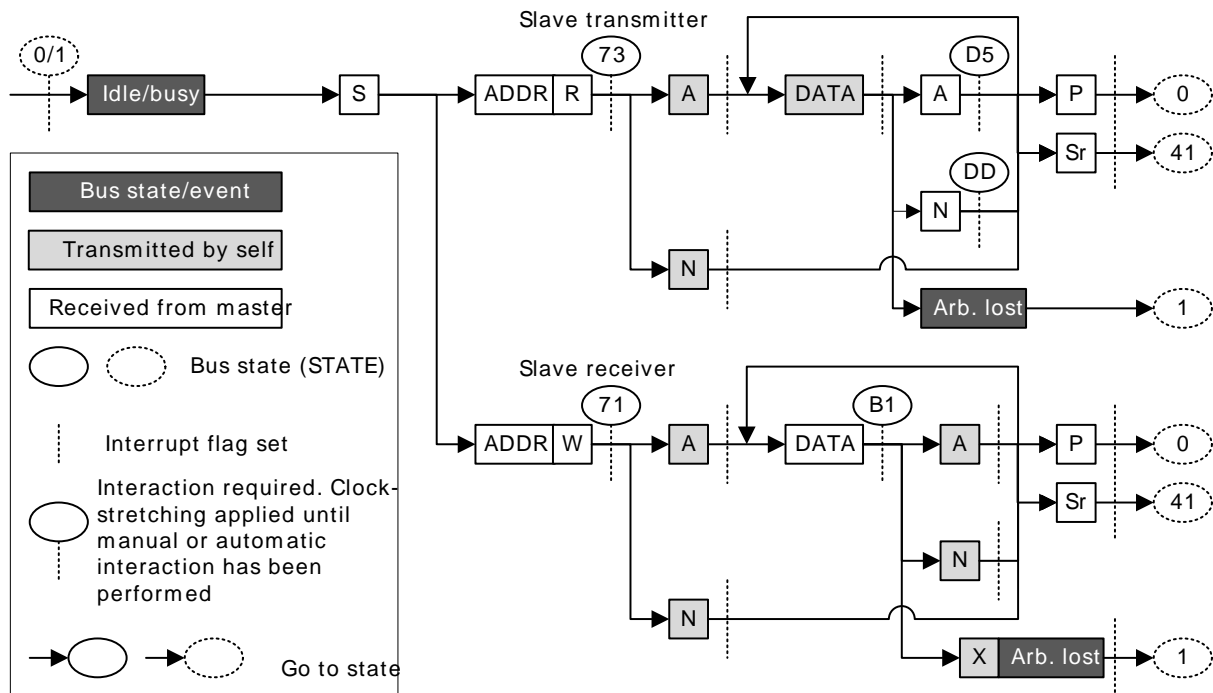 Slave transmitter
0/1
73
D5
Idle/busy
S
ADDR R
A
DATA
A
P
0
Sr
41
DD
N
N
Arb. lost
1
Bus state/event
Transmitted by self
Received from master
Bus state (STATE)
Interrupt flag set
Interaction required. Clock-
stretching applied until
manual or automatic
interaction has been
performed
Go to state
Slave receiver
71
B1
ADDR W
A
DATA
A
P
0
Sr
41
N
N
X Arb. lost
1